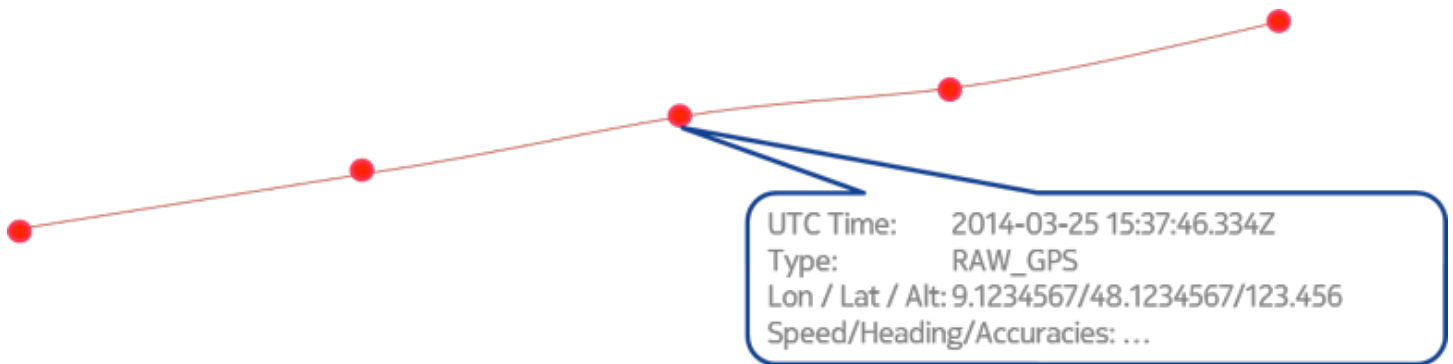 UTC Time: 2014-03-25 15:37:46.334Z
Type: RAW_GPS
Lon / Lat / Alt: 9.1234567/48.1234567/123.456
Speed/Heading/Accuracies: ...